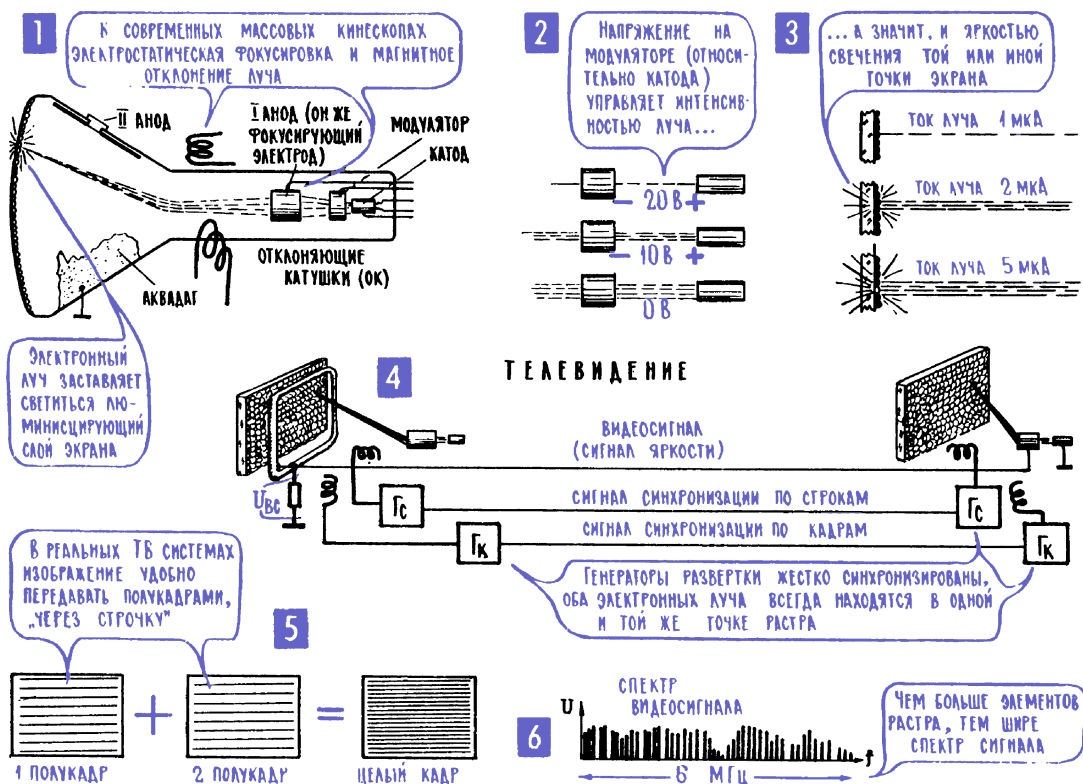 1
К СОВРЕМЕННЫХ МАССОВЫХ КИНЕСКОПАХ
ЭЛЕКТРОСТАТИЧЕСКАЯ ФОКУСИРОВКА И МАГНИТНОЕ
ОТКЛОНЕНИЕ ЛУЧА
II АНОД
I АНОД (ОН ЖЕ
ФОКУСИРУЮЩИЙ
ЭЛЕКТРОД)
МОДУЛЯТОР
КАТОД
ОТКЛОНЯЮЩИЕ
КАТУШКИ (ОК)
АКВАДАГ
ЭЛЕКТРОННЫЙ
ЛУЧ ЗАСТАВЛЯЕТ
СВЕТИТЬСЯ ЛЮ-
МИНИСЦИРУЮЩИЙ
СЛОЙ ЭКРАНА
2
НАПРЯЖЕНИЕ НА
МОДУЛЯТОРЕ (ОТНОСИ-
ТЕЛЬНО КАТОДА)
УПРАВЛЯЕТ ИНТЕНСИВ-
НОСТЬЮ ЛУЧА...
− 20 В +
− 10 В +
0 В
3
...А ЗНАЧИТ, И ЯРКОСТЬЮ
СВЕЧЕНИЯ ТОЙ ИЛИ ИНОЙ
ТОЧКИ ЭКРАНА
ТОК ЛУЧА 1 МКА
ТОК ЛУЧА 2 МКА
ТОК ЛУЧА 5 МКА
4
ТЕЛЕВИДЕНИЕ
ВИДЕОСИГНАЛ
(СИГНАЛ ЯРКОСТИ)
Uвс
Гс
СИГНАЛ СИНХРОНИЗАЦИИ ПО СТРОКАМ
Гс
СИГНАЛ СИНХРОНИЗАЦИИ ПО КАДРАМ
Гк
Гк
ГЕНЕРАТОРЫ РАЗВЕРТКИ ЖЕСТКО СИНХРОНИЗИРОВАНЫ,
ОБА ЭЛЕКТРОННЫХ ЛУЧА ВСЕГДА НАХОДЯТСЯ В ОДНОЙ
И ТОЙ ЖЕ ТОЧКЕ РАСТРА
В РЕАЛЬНЫХ ТВ СИСТЕМАХ
ИЗОБРАЖЕНИЕ УДОБНО
ПЕРЕДАВАТЬ ПОЛУКАДРАМИ,
„ЧЕРЕЗ СТРОЧКУ"
5
+
=
1 ПОЛУКАДР
2 ПОЛУКАДР
ЦЕЛЫЙ КАДР
6
U
СПЕКТР
ВИДЕОСИГНАЛА
f
6 МГЦ
ЧЕМ БОЛЬШЕ ЭЛЕМЕНТОВ
РАСТРА, ТЕМ ШИРЕ
СПЕКТР СИГНАЛА